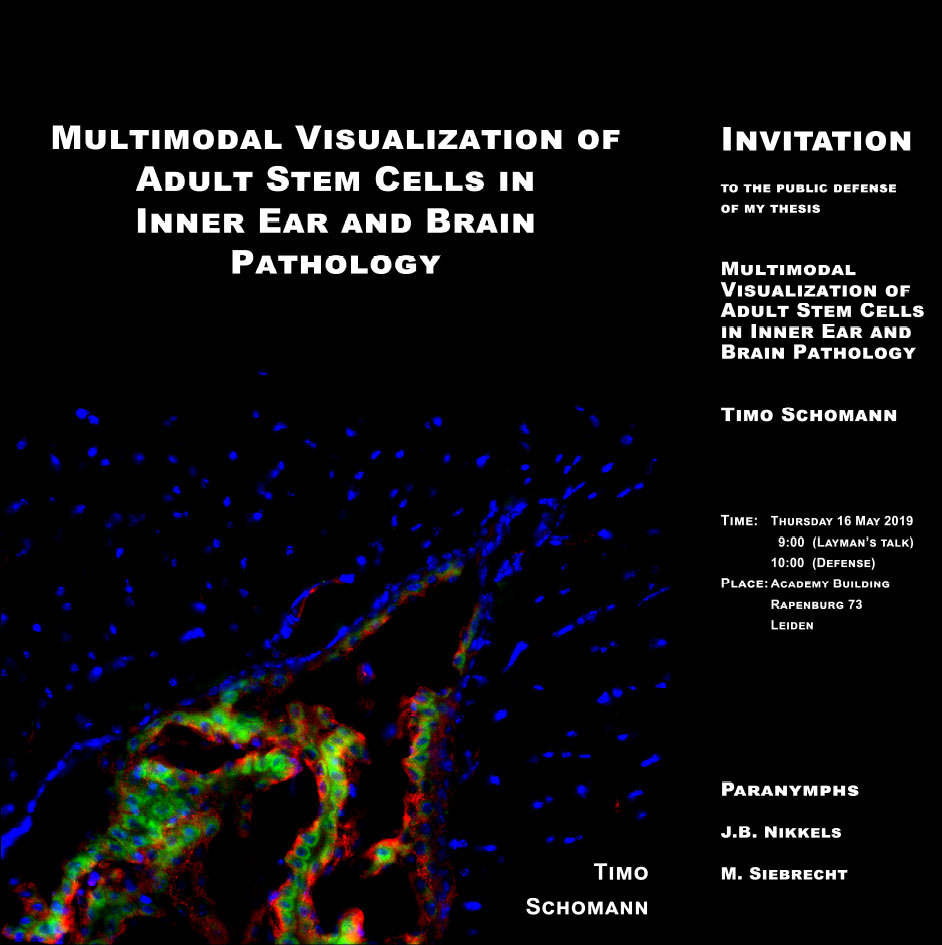 Multimodal Visualization of
Adult Stem Cells in
Inner Ear and Brain
Pathology
Timo
Schomann
Invitation
to the public defense
of my thesis
Multimodal
Visualization of
Adult Stem Cells
in Inner Ear and
Brain Pathology
Timo Schomann
Time: Thursday 16 May 2019
9:00 (Layman's talk)
10:00 (Defense)
Place: Academy Building
Rapenburg 73
Leiden
Paranymphs
J.B. Nikkels
M. Siebrecht